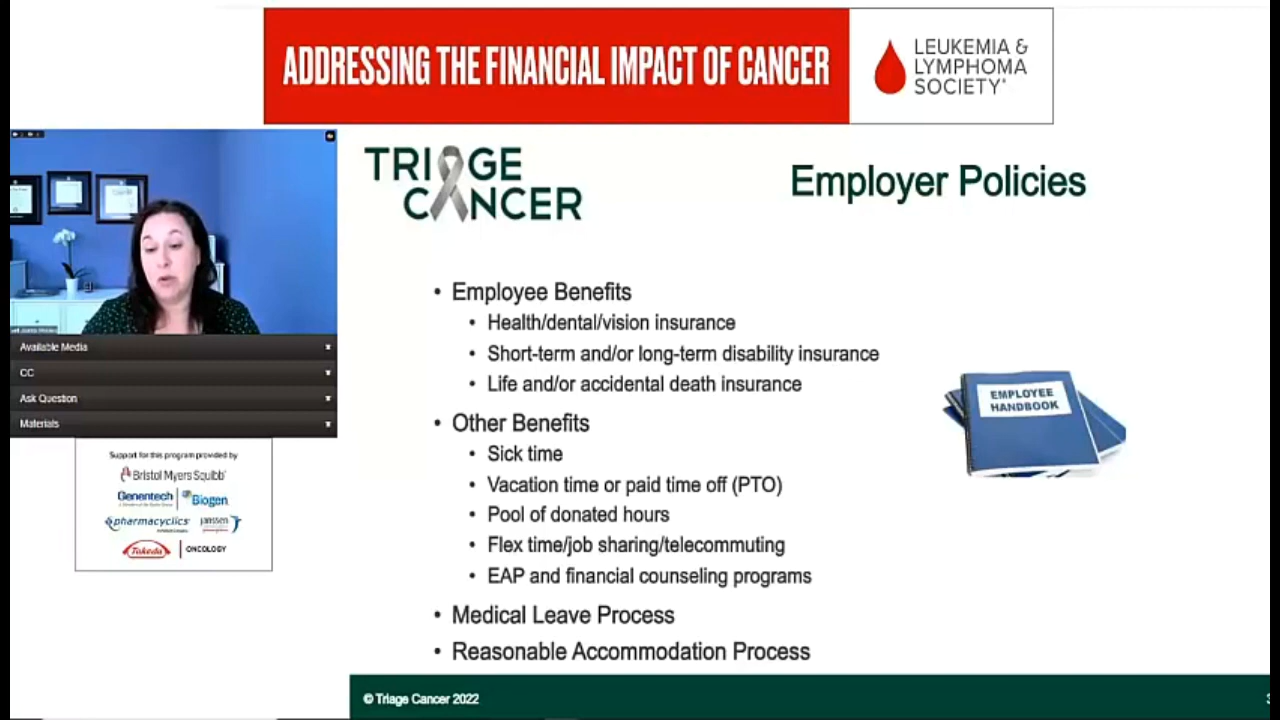 ADDRESSING THE FINANCIAL IMPACT OF CANCER
LEUKEMIA &
LYMPHOMA
SOCIETY
TRIAGE
CANCER
Employer Policies
Available Media
CC
Ask Question
Materials
Support for this program provided by
Bristol Myers Squibb
Genentech
Biogen
pharmacyclics
janssen
Takeda
ONCOLOGY
• Employee Benefits
• Health/dental/vision insurance
• Short-term and/or long-term disability insurance
• Life and/or accidental death insurance
• Other Benefits
• Sick time
• Vacation time or paid time off (PTO)
• Pool of donated hours
• Flex time/job sharing/telecommuting
• EAP and financial counseling programs
• Medical Leave Process
• Reasonable Accommodation Process
EMPLOYEE
HANDBOOK
© Triage Cancer 2022